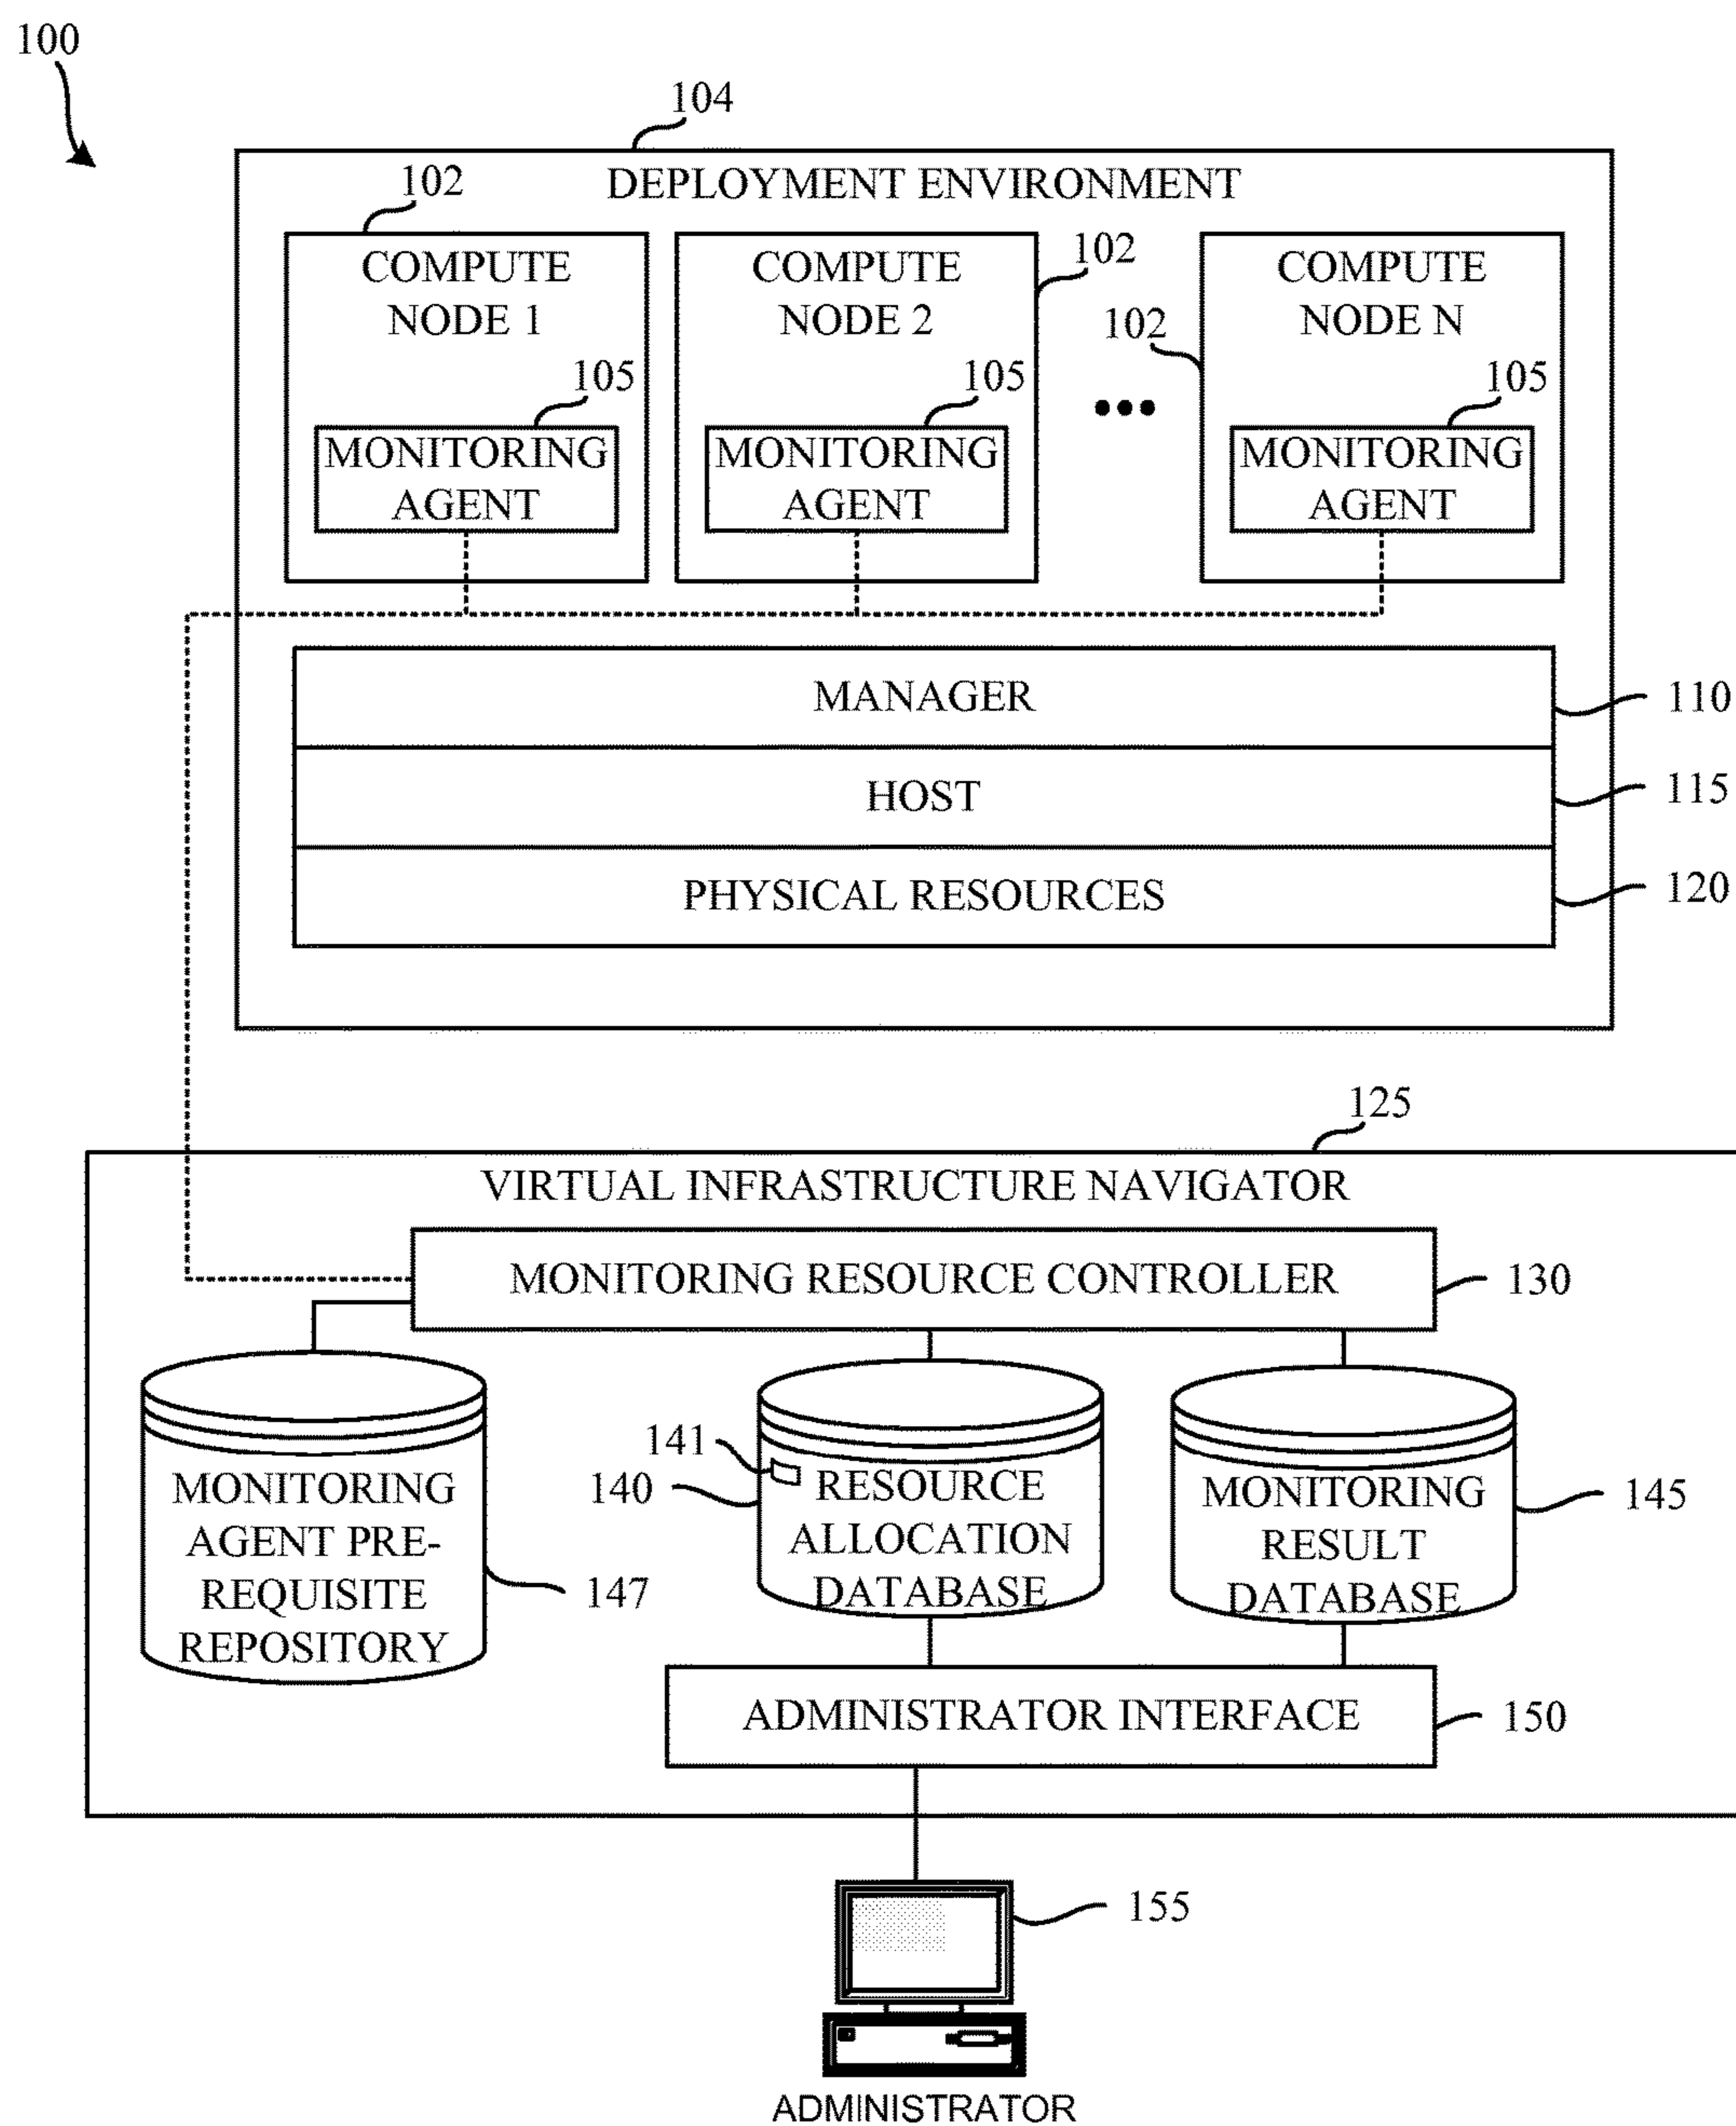 100
104
DEPLOYMENT ENVIRONMENT
102
COMPUTE
NODE 1
105
MONITORING
AGENT
COMPUTE
NODE 2
102
105
MONITORING
AGENT
•••
102
COMPUTE
NODE N
105
MONITORING
AGENT
MANAGER
110
HOST
115
PHYSICAL RESOURCES
120
125
VIRTUAL INFRASTRUCTURE NAVIGATOR
MONITORING RESOURCE CONTROLLER
130
MONITORING
AGENT PRE-
REQUISITE
REPOSITORY
147
141
140
RESOURCE
ALLOCATION
DATABASE
MONITORING
RESULT
DATABASE
145
ADMINISTRATOR INTERFACE
150
155
ADMINISTRATOR